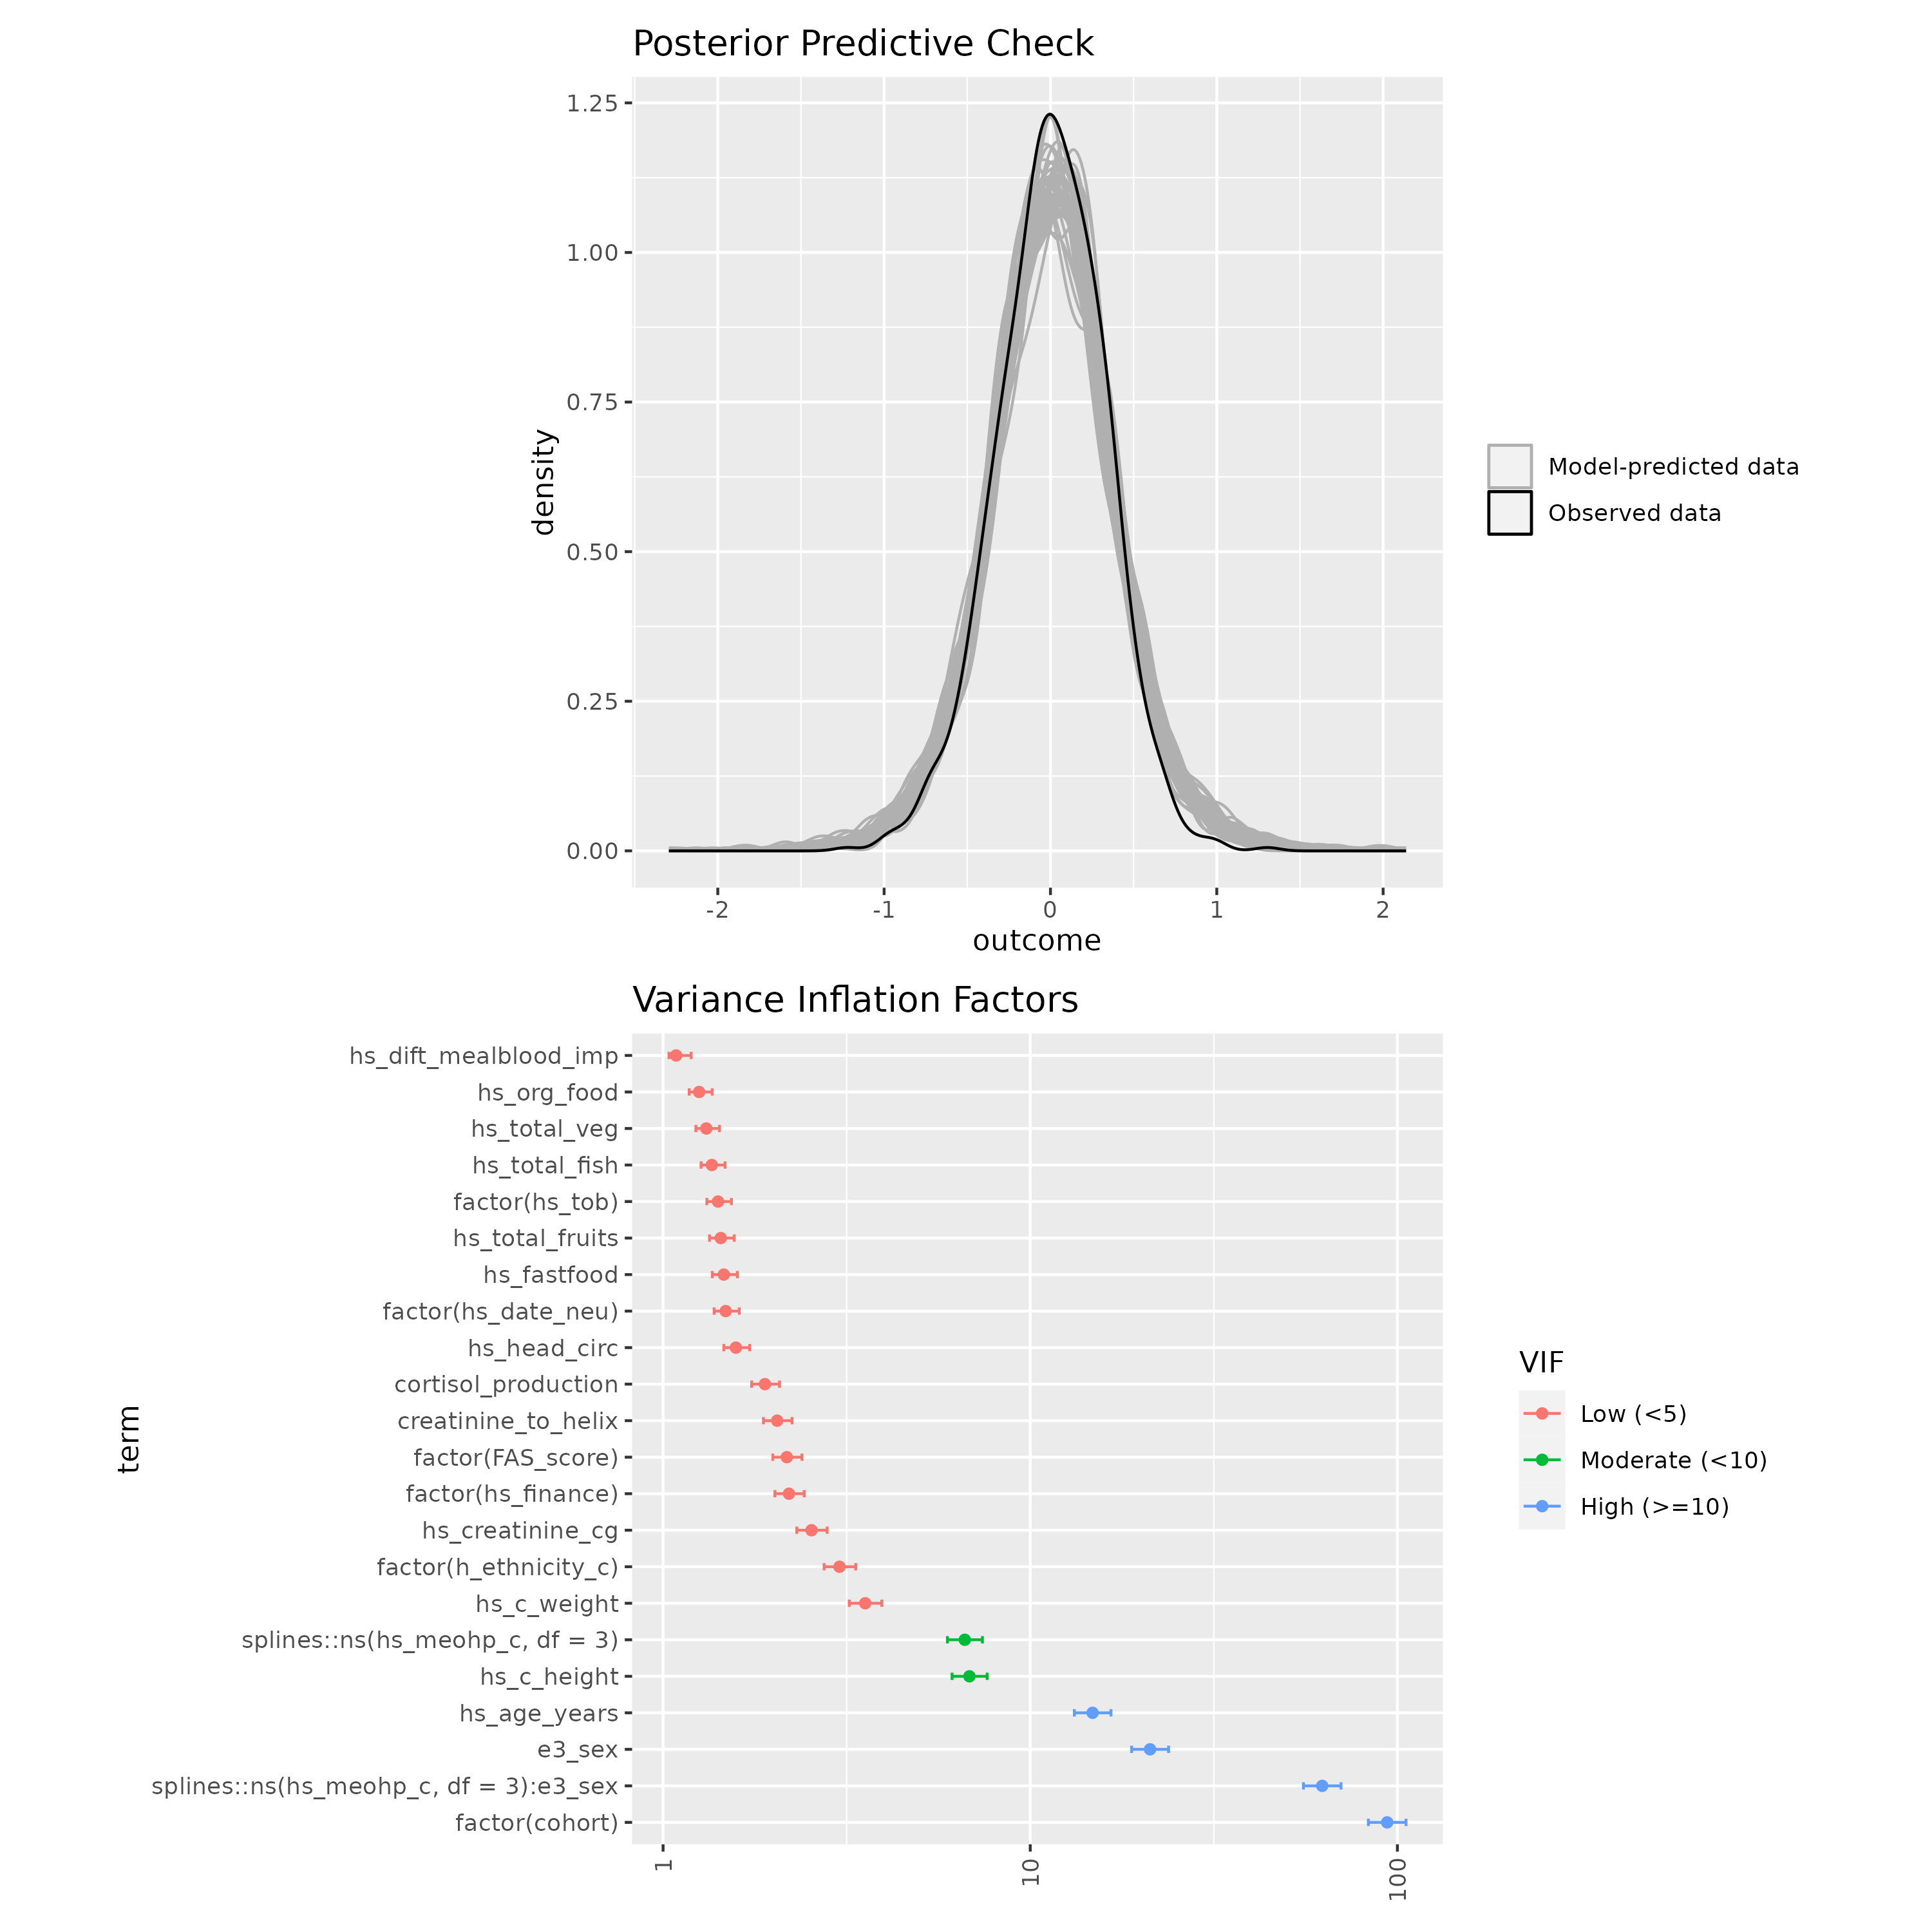 Posterior Predictive Check
1.25
1.00
0.75
0.50
0.25
0.00
density
-2 -1 0 1 2
outcome
Model-predicted data
Observed data
Variance Inflation Factors
hs_dift_mealblood_imp
hs_org_food
hs_total_veg
hs_total_fish
factor(hs_tob)
hs_total_fruits
hs_fastfood
factor(hs_date_neu)
hs_head_circ
cortisol_production
creatinine_to_helix
factor(FAS_score)
factor(hs_finance)
hs_creatinine_cg
factor(h_ethnicity_c)
hs_c_weight
splines::ns(hs_meohp_c, df = 3)
hs_c_height
hs_age_years
e3_sex
splines::ns(hs_meohp_c, df = 3):e3_sex
factor(cohort)
term
1 10 100
VIF
Low (<5)
Moderate (<10)
High (>=10)